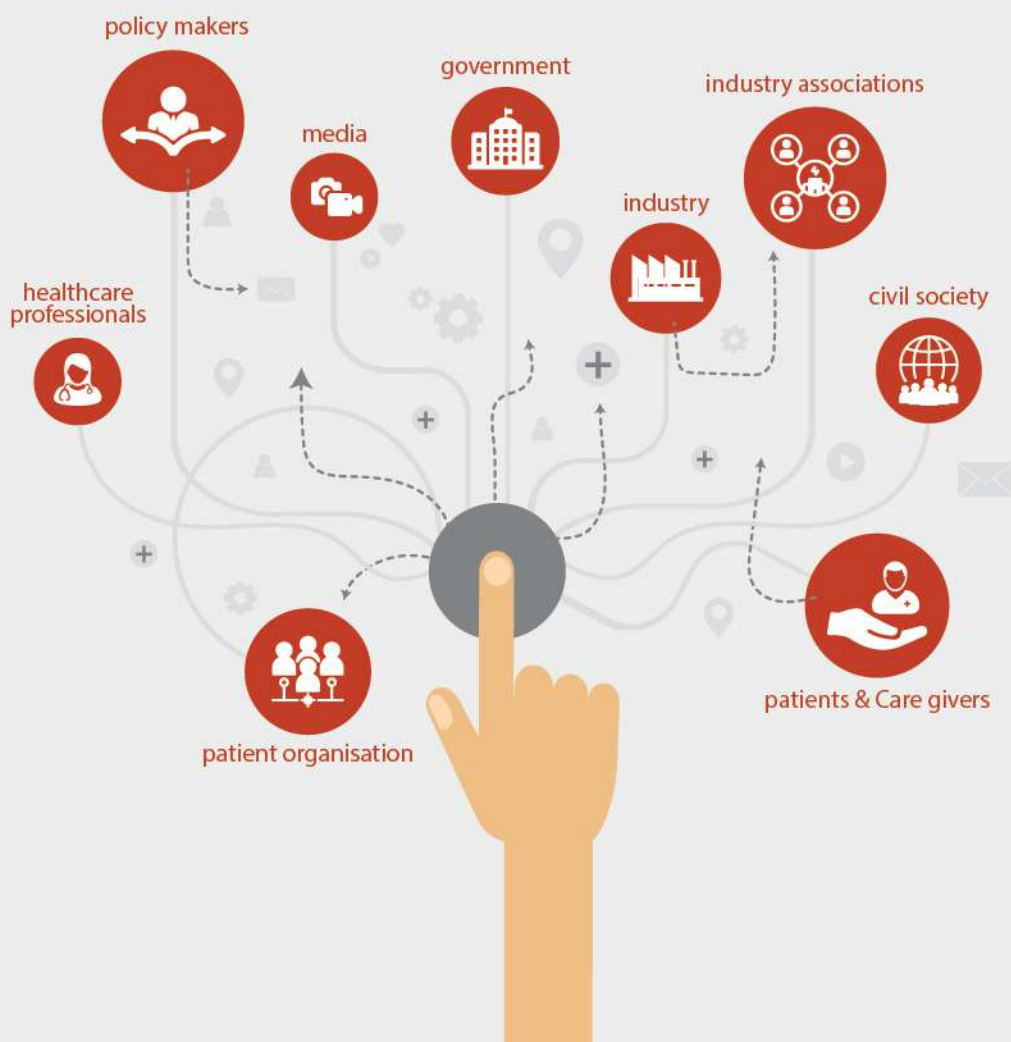 policy makers
government
industry associations
media
industry
healthcare
professionals
civil society
patients & Care givers
patient organisation